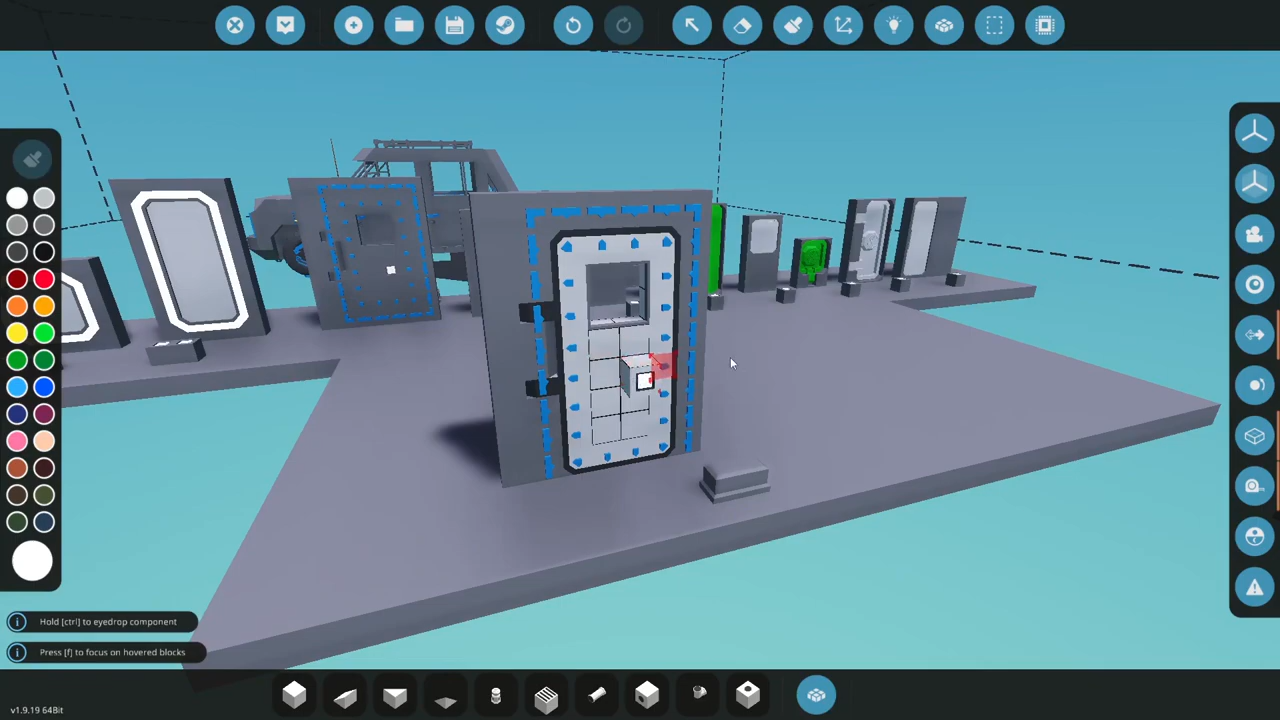 Hold [ctrl] to eyedrop component
Press [f] to focus on hovered blocks
v1.9.19 64Bit